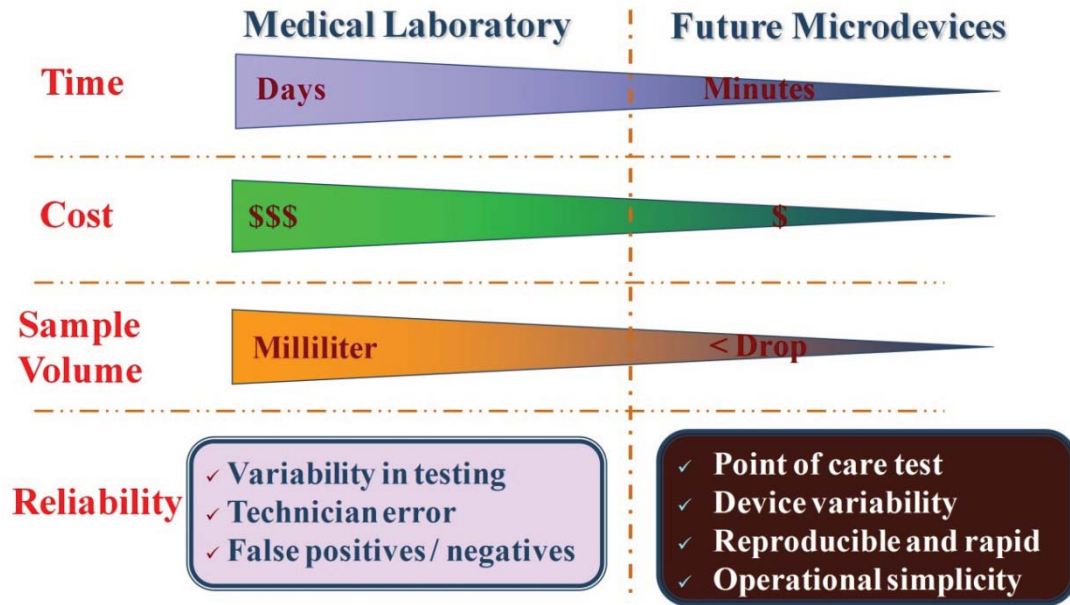 Medical Laboratory
Future Microdevices
Time
Days
Minutes
Cost
$$$
$
Sample
Volume
Milliliter
< Drop
Reliability
✓ Variability in testing
✓ Technician error
✓ False positives / negatives
✓ Point of care test
✓ Device variability
✓ Reproducible and rapid
✓ Operational simplicity